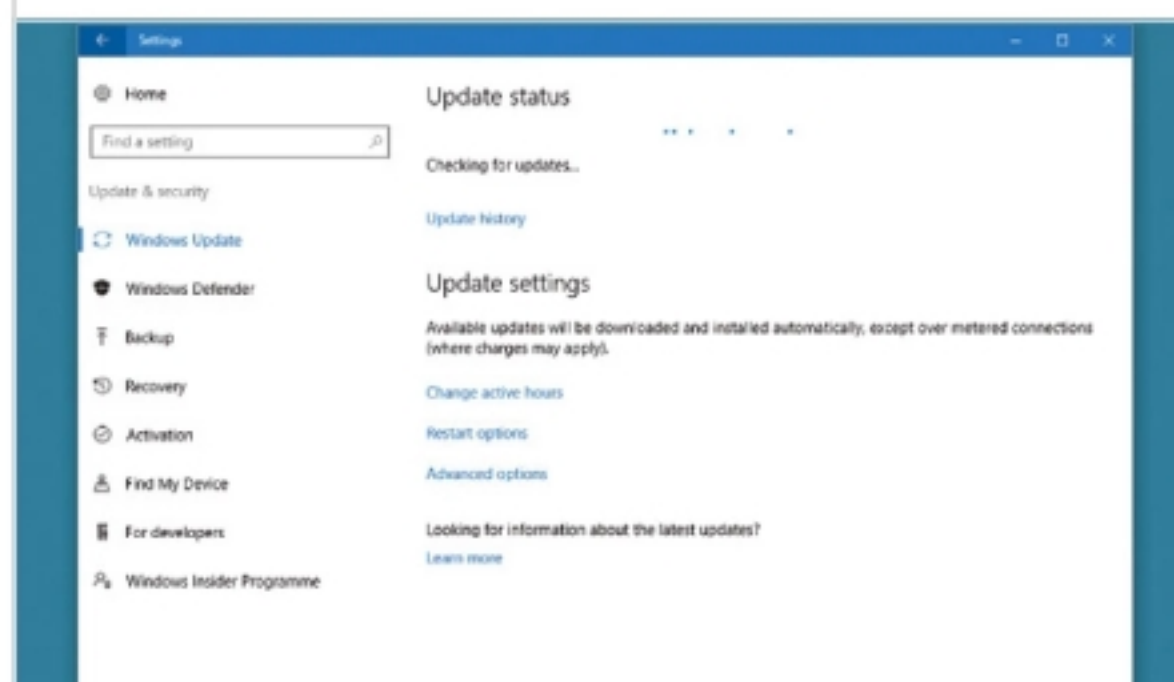 Settings
Home
Find a setting
Update & security
Windows Update
Windows Defender
Backup
Recovery
Activation
Find My Device
For developers
Windows Insider Programme
Update status
Checking for updates...
Update history
Update settings
Available updates will be downloaded and installed automatically, except over metered connections
(where charges may apply).
Change active hours
Restart options
Advanced options
Looking for information about the latest updates?
Learn more